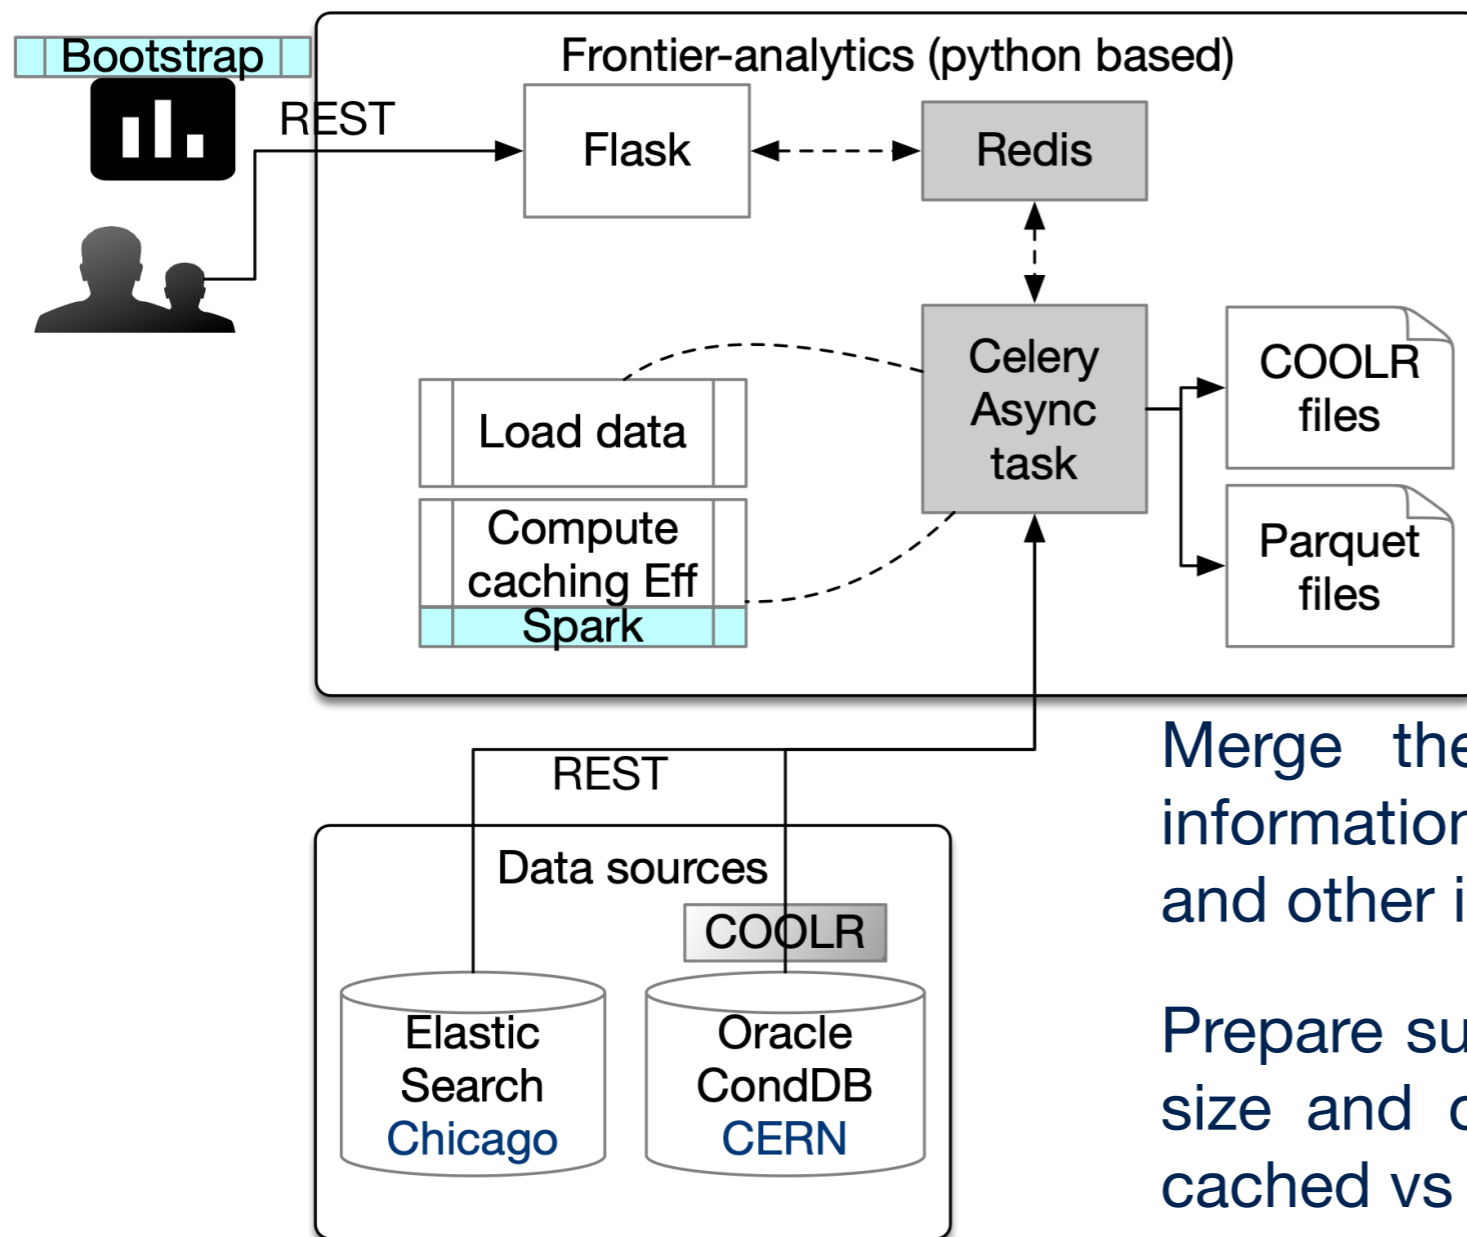 Bootstrap
Frontier-analytics (python based)
REST
Flask
Redis
Load data
Compute
caching Eff
Spark
Celery
Async
task
COOLR
files
Parquet
files
REST
Data sources
COOLR
Elastic
Search
Chicago
Oracle
CondDB
CERN
Merge the
information
and other i
Prepare su
size and c
cached vs